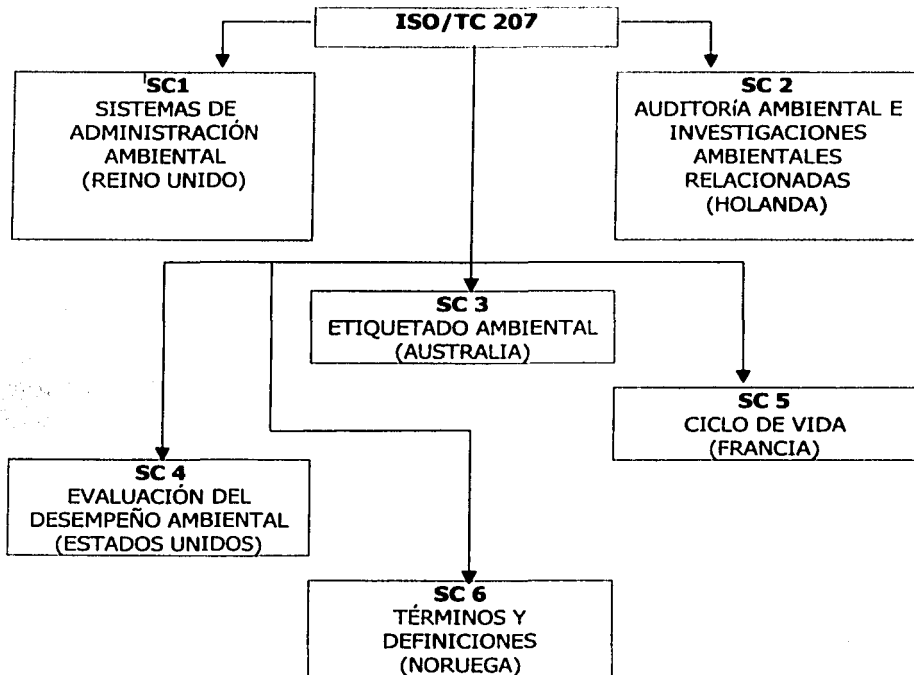 ISO/TC 207
SC1
SISTEMAS DE
ADMINISTRACIÓN
AMBIENTAL
(REINO UNIDO)
SC 2
AUDITORíA AMBIENTAL E
INVESTIGACIONES
AMBIENTALES
RELACIONADAS
(HOLANDA)
SC 3
ETIQUETADO AMBIENTAL
(AUSTRALIA)
SC 5
CICLO DE VIDA
(FRANCIA)
SC 4
EVALUACIÓN DEL
DESEMPEÑO AMBIENTAL
(ESTADOS UNIDOS)
SC 6
TÉRMINOS Y
DEFINICIONES
(NORUEGA)